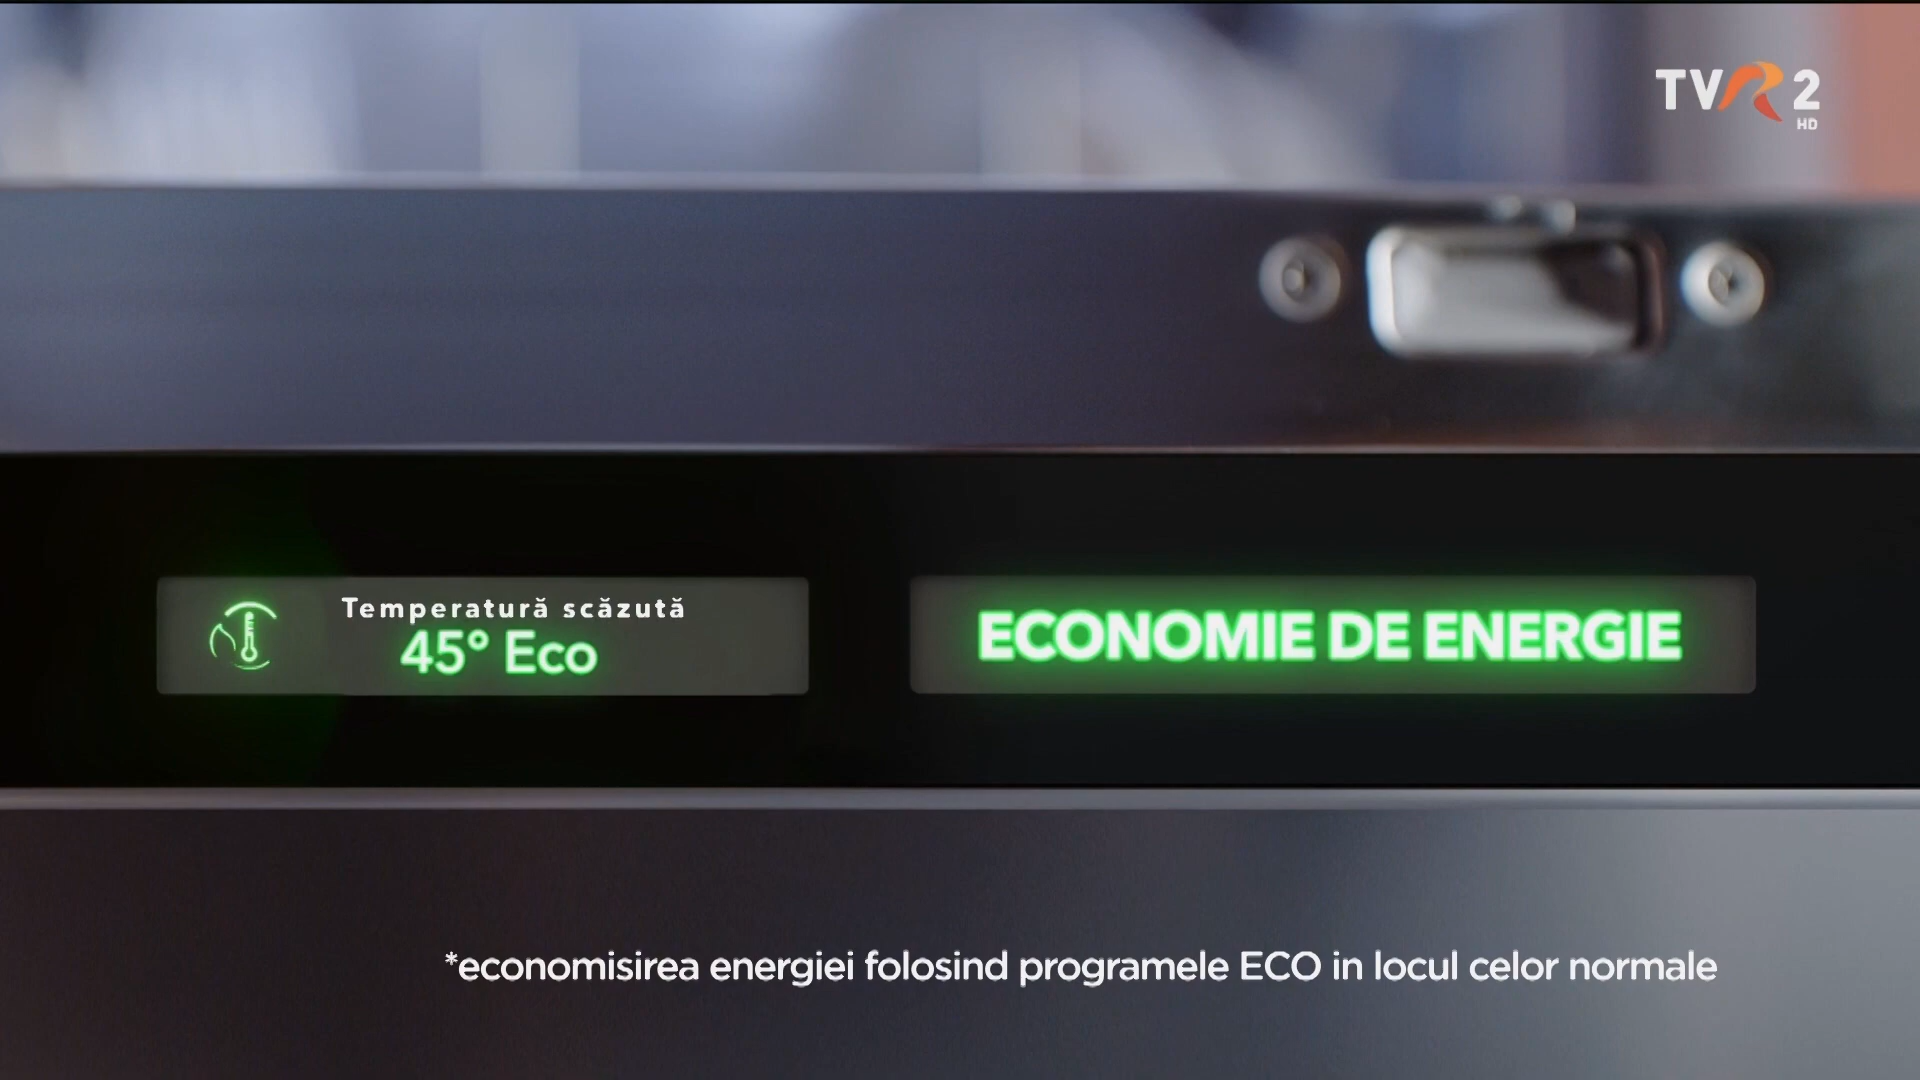 TVR 2
HD
Temperatură scăzută
45° Eco
ECONOMIE DE ENERGIE
*economisirea energiei folosind programele ECO in locul celor normale